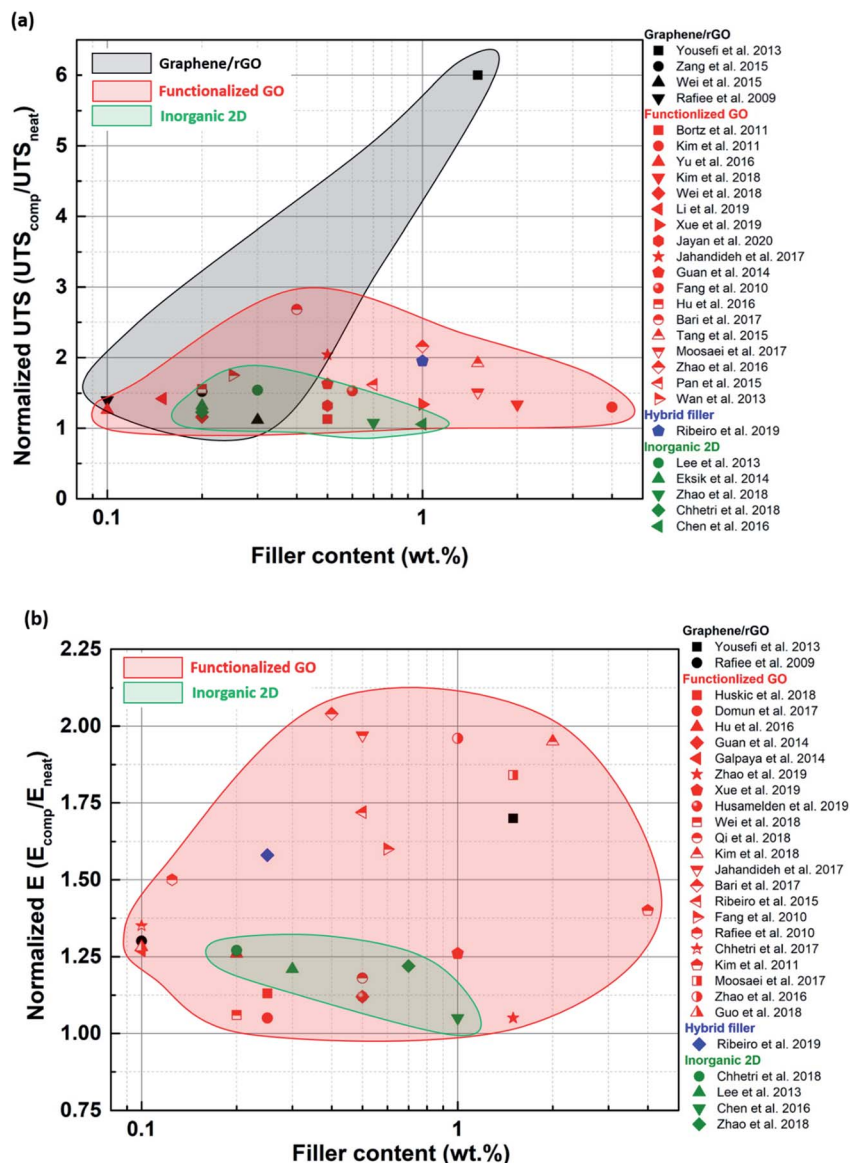 (a)
Normalized UTS (UTScomp/UTSneat)
6
5
4
3
2
1
0
0.1
1
Filler content (wt.%)
Graphene/rGO
Functionalized GO
Inorganic 2D
Graphene/rGO
Yousefi et al. 2013
Zang et al. 2015
Wei et al. 2015
Rafiee et al. 2009
Functionlized GO
Bortz et al. 2011
Kim et al. 2011
Yu et al. 2016
Kim et al. 2018
Wei et al. 2018
Li et al. 2019
Xue et al. 2019
Jayan et al. 2020
Jahandideh et al. 2017
Guan et al. 2014
Fang et al. 2010
Hu et al. 2016
Bari et al. 2017
Tang et al. 2015
Moosaei et al. 2017
Zhao et al. 2016
Pan et al. 2015
Wan et al. 2013
Hybrid filler
Ribeiro et al. 2019
Inorganic 2D
Lee et al. 2013
Eksik et al. 2014
Zhao et al. 2018
Chhetri et al. 2018
Chen et al. 2016
(b)
Normalized E (Ecomp/Eneat)
2.25
2.00
1.75
1.50
1.25
1.00
0.75
0.1
1
Filler content (wt.%)
Functionalized GO
Inorganic 2D
Graphene/rGO
Yousefi et al. 2013
Rafiee et al. 2009
Functionlized GO
Huskic et al. 2018
Domun et al. 2017
Hu et al. 2016
Guan et al. 2014
Galpaya et al. 2014
Zhao et al. 2019
Xue et al. 2019
Husamelden et al. 2019
Wei et al. 2018
Qi et al. 2018
Kim et al. 2018
Jahandideh et al. 2017
Bari et al. 2017
Ribeiro et al. 2015
Fang et al. 2010
Rafiee et al. 2010
Chhetri et al. 2017
Kim et al. 2011
Moosaei et al. 2017
Zhao et al. 2016
Guo et al. 2018
Hybrid filler
Ribeiro et al. 2019
Inorganic 2D
Chhetri et al. 2018
Lee et al. 2013
Chen et al. 2016
Zhao et al. 2018